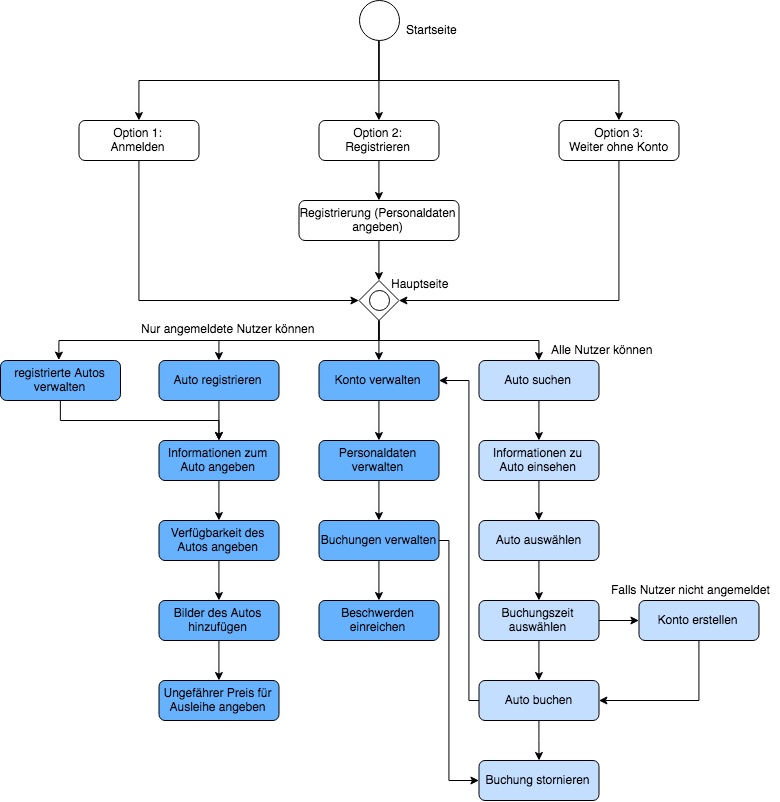 Startseite
Option 1:
Anmelden
Option 2:
Registrieren
Option 3:
Weiter ohne Konto
Registrierung (Personaldaten
angeben)
Hauptseite
Nur angemeldete Nutzer können
Alle Nutzer können
registrierte Autos
verwalten
Auto registrieren
Konto verwalten
Auto suchen
Informationen zum
Auto angeben
Personaldaten
verwalten
Informationen zu
Auto einsehen
Verfügbarkeit des
Autos angeben
Buchungen verwalten
Auto auswählen
Falls Nutzer nicht angemeldet
Bilder des Autos
hinzufügen
Beschwerden
einreichen
Buchungszeit
auswählen
Konto erstellen
Ungefährer Preis für
Ausleihe angeben
Auto buchen
Buchung stornieren